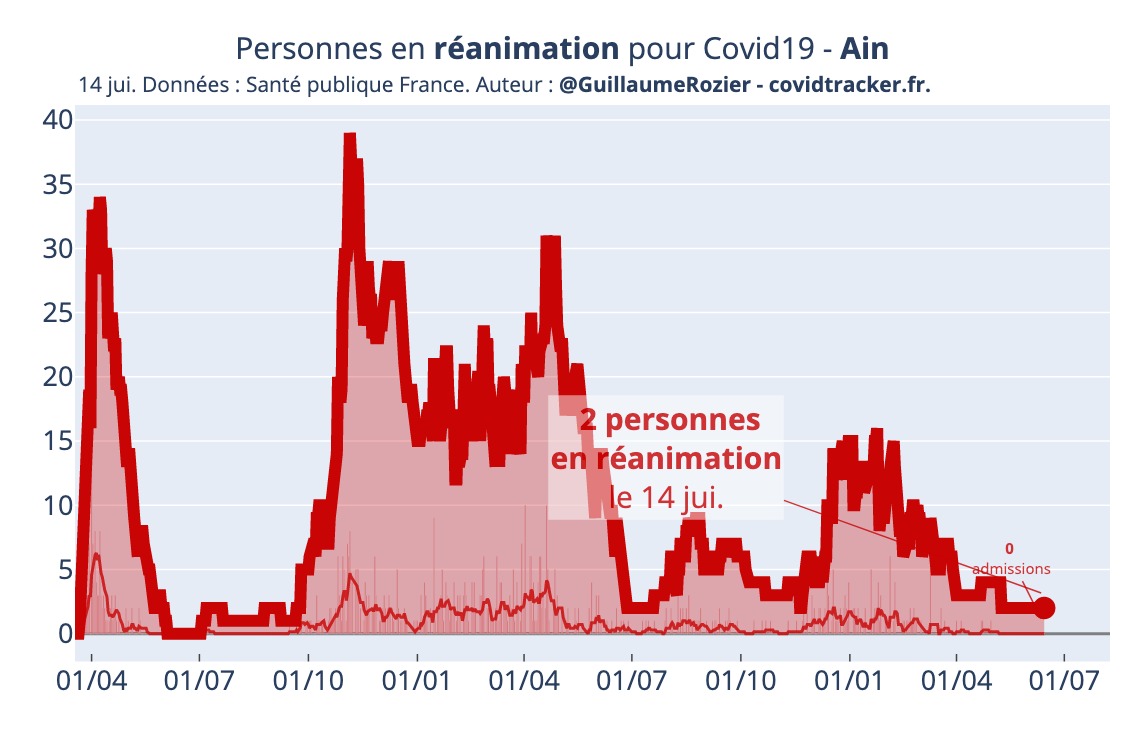 Personnes en réanimation pour Covid19 - Ain
14 jui. Données : Santé publique France. Auteur : @GuillaumeRozier - covidtracker.fr.
40
35
30
25
20
15
10
5
0
2 personnes
en réanimation
le 14 jui.
0
admissions
01/04 01/07 01/10 01/01 01/04 01/07 01/10 01/01 01/04 01/07